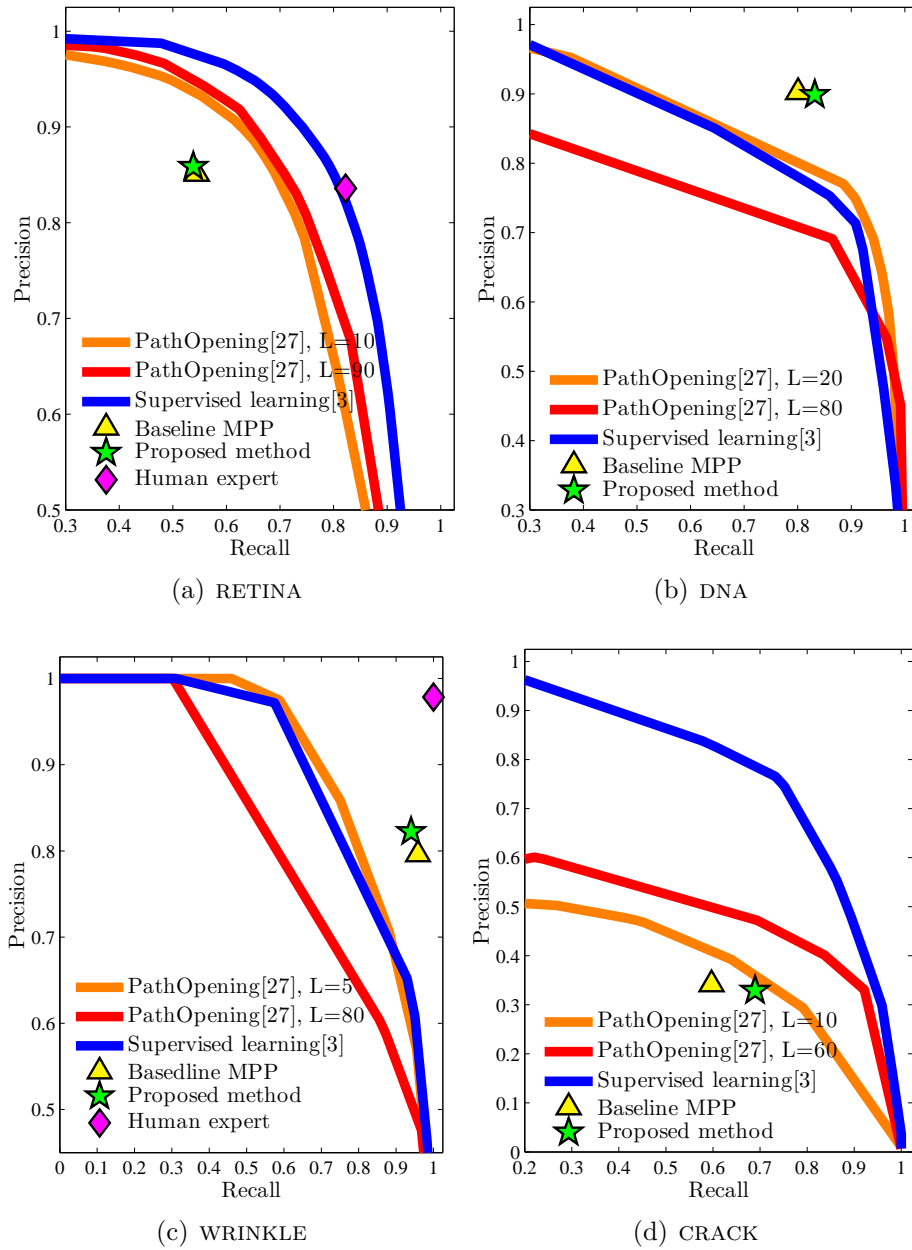 1
0.9
0.8
0.7
0.6
0.5
Precision
PathOpening[27], L=10
PathOpening[27], L=90
Supervised learning[3]
Baseline MPP
Proposed method
Human expert
0.3 0.4 0.5 0.6 0.7 0.8 0.9 1
Recall
(a) RETINA
1
0.9
0.8
0.7
0.6
0.5
0.4
0.3
Precision
PathOpening[27], L=20
PathOpening[27], L=80
Supervised learning[3]
Baseline MPP
Proposed method
0.3 0.4 0.5 0.6 0.7 0.8 0.9 1
Recall
(b) DNA
1
0.9
0.8
0.7
0.6
0.5
Precision
PathOpening[27], L=5
PathOpening[27], L=80
Supervised learning[3]
Basedline MPP
Proposed method
Human expert
0 0.1 0.2 0.3 0.4 0.5 0.6 0.7 0.8 0.9 1
Recall
(c) WRINKLE
1
0.9
0.8
0.7
0.6
0.5
0.4
0.3
0.2
0.1
0
Precision
PathOpening[27], L=10
PathOpening[27], L=60
Supervised learning[3]
Baseline MPP
Proposed method
0.2 0.3 0.4 0.5 0.6 0.7 0.8 0.9 1
Recall
(d) CRACK